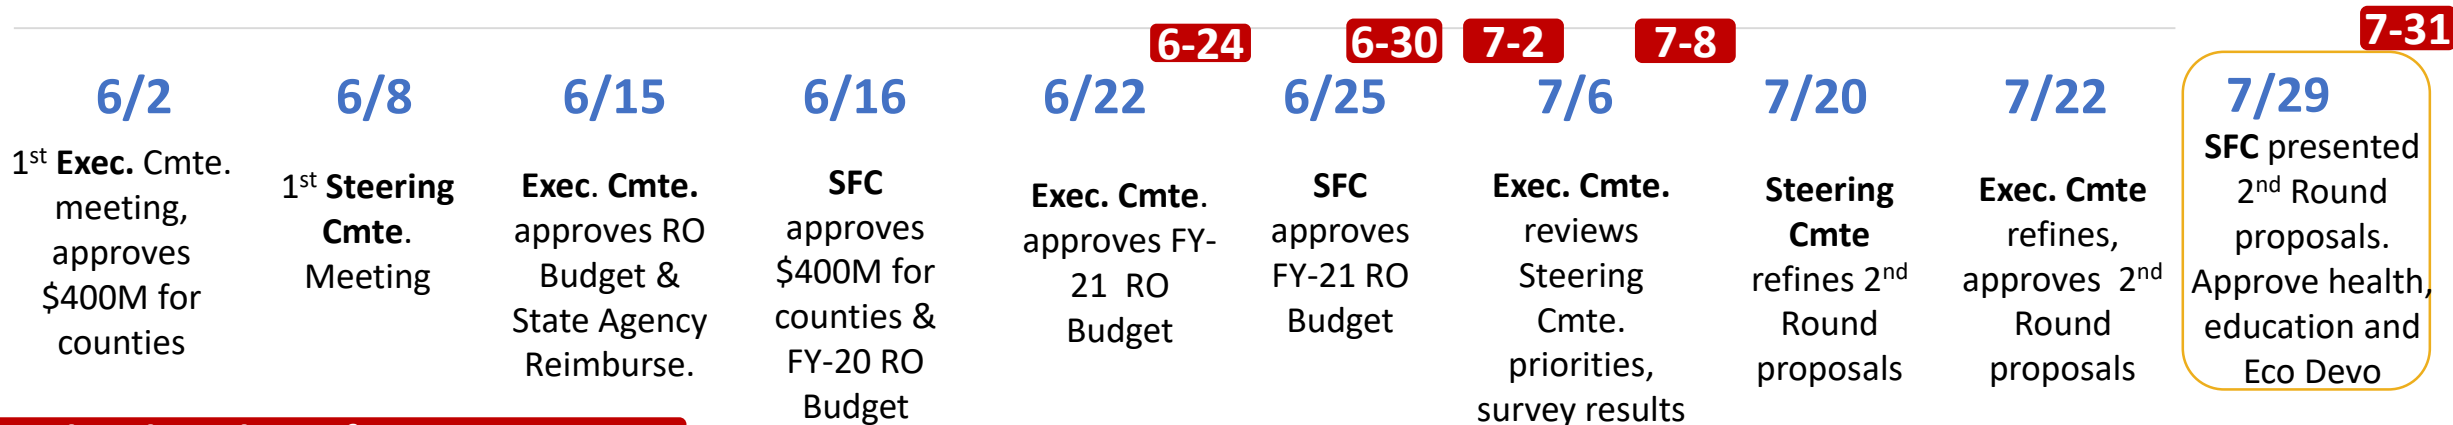 6-24
6-30
7-2
7-8
7-31
6/2
1st Exec. Cmte.
meeting,
approves
$400M for
counties
6/8
1st Steering
Cmte.
Meeting
6/15
Exec. Cmte.
approves RO
Budget &
State Agency
Reimburse.
6/16
SFC
approves
$400M for
counties &
FY-20 RO
Budget
6/22
Exec. Cmte.
approves FY-
21 RO
Budget
6/25
SFC
approves
FY-21 RO
Budget
7/6
Exec. Cmte.
reviews
Steering
Cmte.
priorities,
survey results
7/20
Steering
Cmte
refines 2nd
Round
proposals
7/22
Exec. Cmte
refines,
approves 2nd
Round
proposals
7/29
SFC presented
2nd Round
proposals.
Approve health,
education and
Eco Devo